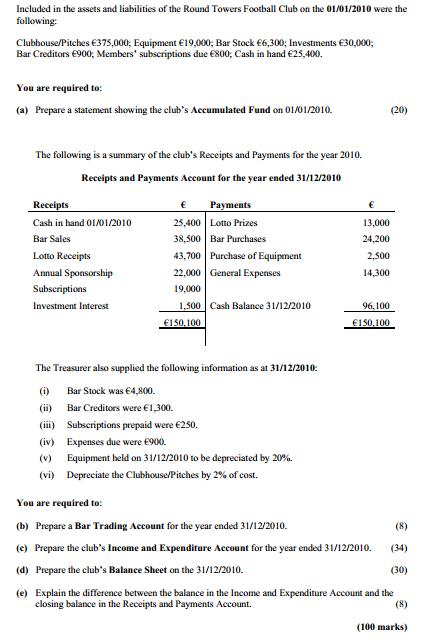 Included in the assets and liabilities of the Round Towers Football Club on the 01/01/2010 were the
following:
Clubhouse/Pitches €375,000; Equipment €19,000; Bar Stock €6,300; Investments €30,000;
Bar Creditors €900; Members' subscriptions due €800; Cash in hand €25,400.
You are required to:
(a) Prepare a statement showing the club's Accumulated Fund on 01/01/2010. (20)
The following is a summary of the club's Receipts and Payments for the year 2010.
Receipts and Payments Account for the year ended 31/12/2010
Receipts € Payments €
Cash in hand 01/01/2010 25,400 Lotto Prizes 13,000
Bar Sales 38,500 Bar Purchases 24,200
Lotto Receipts 43,700 Purchase of Equipment 2,500
Annual Sponsorship 22,000 General Expenses 14,300
Subscriptions 19,000
Investment Interest 1,500 Cash Balance 31/12/2010 96,100
€150,100 €150,100
The Treasurer also supplied the following information as at 31/12/2010:
(i) Bar Stock was €4,800.
(ii) Bar Creditors were €1,300.
(iii) Subscriptions prepaid were €250.
(iv) Expenses due were €900.
(v) Equipment held on 31/12/2010 to be depreciated by 20%.
(vi) Depreciate the Clubhouse/Pitches by 2% of cost.
You are required to:
(b) Prepare a Bar Trading Account for the year ended 31/12/2010. (8)
(c) Prepare the club's Income and Expenditure Account for the year ended 31/12/2010. (34)
(d) Prepare the club's Balance Sheet on the 31/12/2010. (30)
(e) Explain the difference between the balance in the Income and Expenditure Account and the
closing balance in the Receipts and Payments Account. (8)
(100 marks)